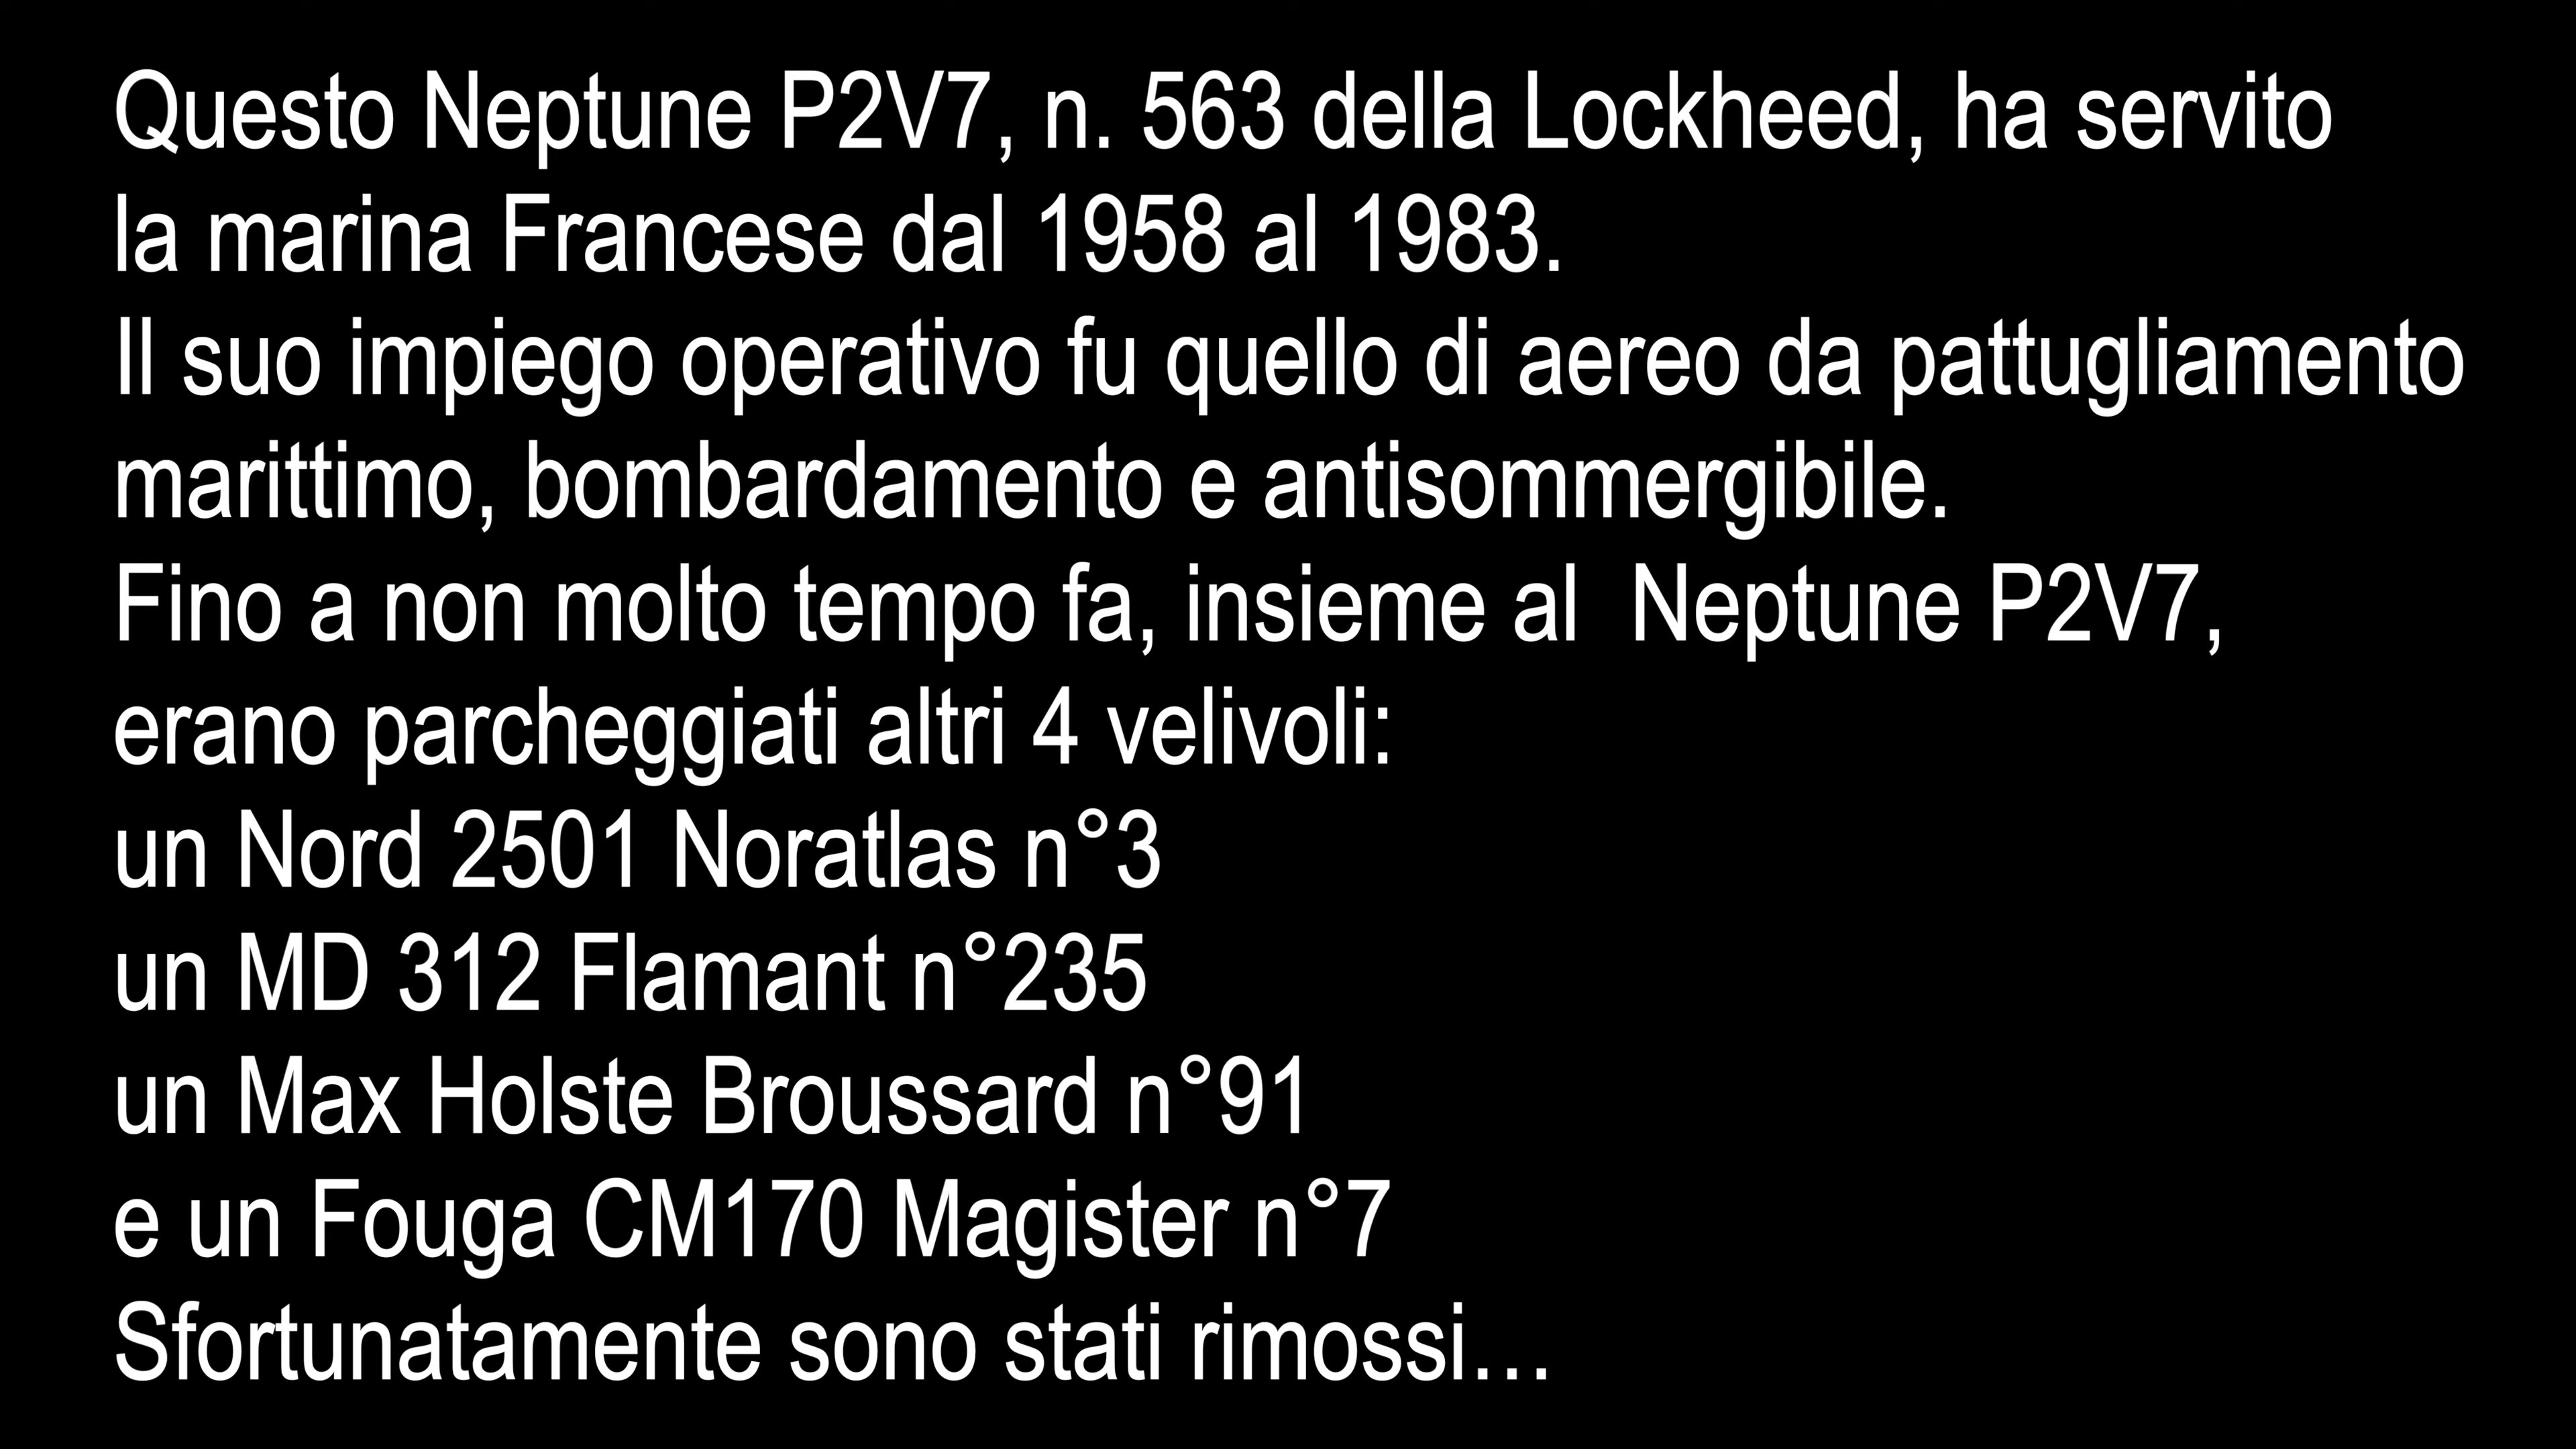 Questo Neptune P2V7, n. 563 della Lockheed, ha servito
la marina Francese dal 1958 al 1983.
Il suo impiego operativo fu quello di aereo da pattugliamento
marittimo, bombardamento e antisommergibile.
Fino a non molto tempo fa, insieme al  Neptune P2V7,
erano parcheggiati altri 4 velivoli:
un Nord 2501 Noratlas n°3
un MD 312 Flamant n°235
un Max Holste Broussard n°91
e un Fouga CM170 Magister n°7
Sfortunatamente sono stati rimossi…